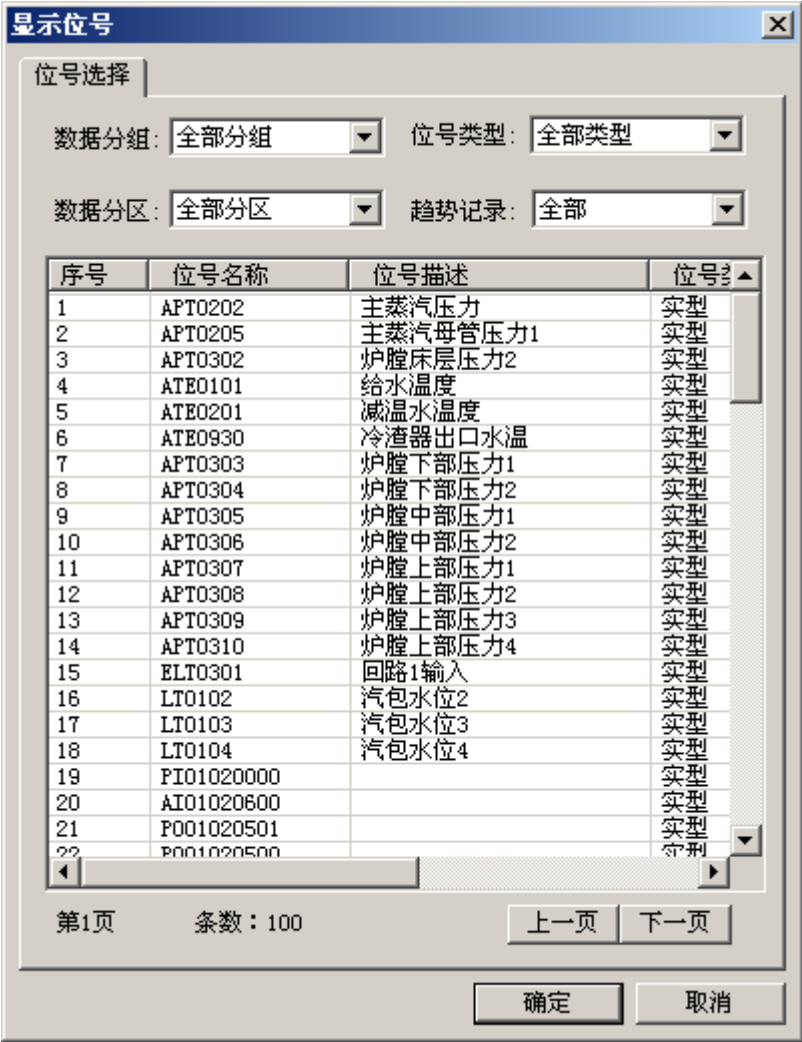 显示位号
位号选择
数据分组: 全部分组 位号类型: 全部类型
数据分区: 全部分区 趋势记录: 全部
序号 位号名称 位号描述 位号类
1 APT0202 主蒸汽压力 实型
2 APT0205 主蒸汽母管压力1 实型
3 APT0302 炉膛床层压力2 实型
4 ATE0101 给水温度 实型
5 ATE0201 减温水温度 实型
6 ATE0930 冷渣器出口水温 实型
7 APT0303 炉膛下部压力1 实型
8 APT0304 炉膛下部压力2 实型
9 APT0305 炉膛中部压力1 实型
10 APT0306 炉膛中部压力2 实型
11 APT0307 炉膛上部压力1 实型
12 APT0308 炉膛上部压力2 实型
13 APT0309 炉膛上部压力3 实型
14 APT0310 炉膛上部压力4 实型
15 ELT0301 回路1输入 实型
16 LT0102 汽包水位2 实型
17 LT0103 汽包水位3 实型
18 LT0104 汽包水位4 实型
19 PI01020000 实型
20 AI01020600 实型
21 P001020501 实型
22 P001020500 实型
第1页 条数：100 上一页 下一页
确定 取消